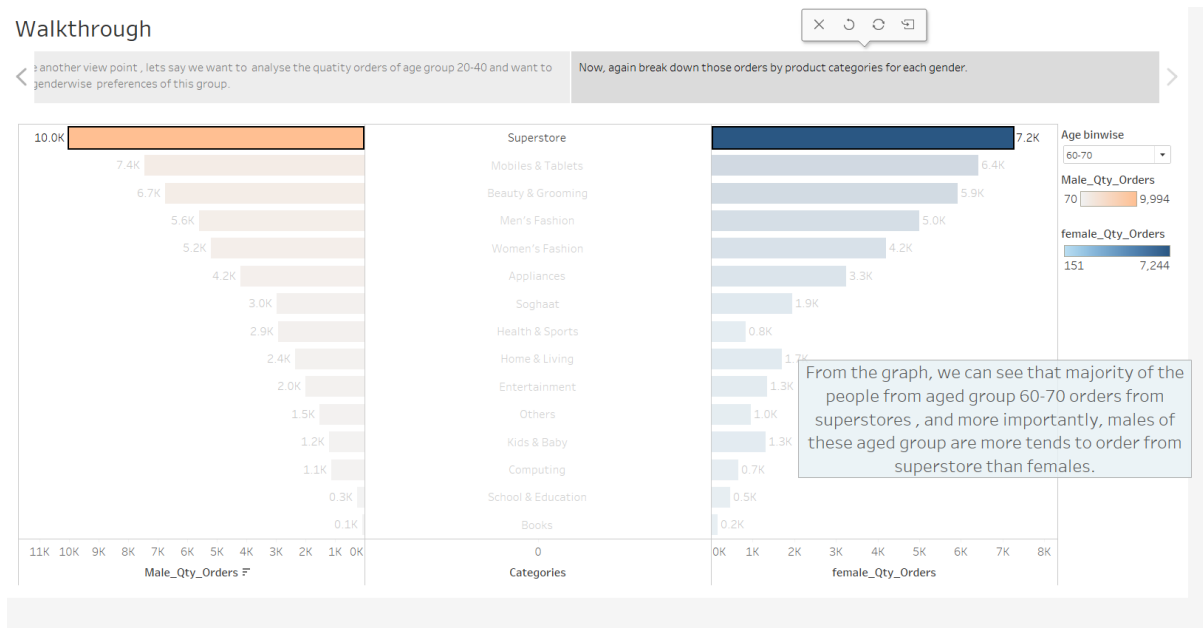 Walkthrough
e another view point , lets say we want to analyse the quatity orders of age group 20-40 and want to
genderwise preferences of this group.
Now, again break down those orders by product categories for each gender.
10.0K Superstore 7.2K
7.4K Mobiles & Tablets 6.4K
6.7K Beauty & Grooming 5.9K
5.6K Men's Fashion 5.0K
5.2K Women's Fashion 4.2K
4.2K Appliances 3.3K
3.0K Soghaat 1.9K
2.9K Health & Sports 0.8K
2.4K Home & Living 1.7K
2.0K Entertainment 1.3K
1.5K Others 1.0K
1.2K Kids & Baby 1.3K
1.1K Computing 0.7K
0.3K School & Education 0.5K
0.1K Books 0.2K
11K 10K 9K 8K 7K 6K 5K 4K 3K 2K 1K 0K
Male_Qty_Orders
0
Categories
0K 1K 2K 3K 4K 5K 6K 7K 8K
female_Qty_Orders
Age binwise
60-70
Male_Qty_Orders
70 9,994
female_Qty_Orders
151 7,244
From the graph, we can see that majority of the
people from aged group 60-70 orders from
superstores , and more importantly, males of
these aged group are more tends to order from
superstore than females.